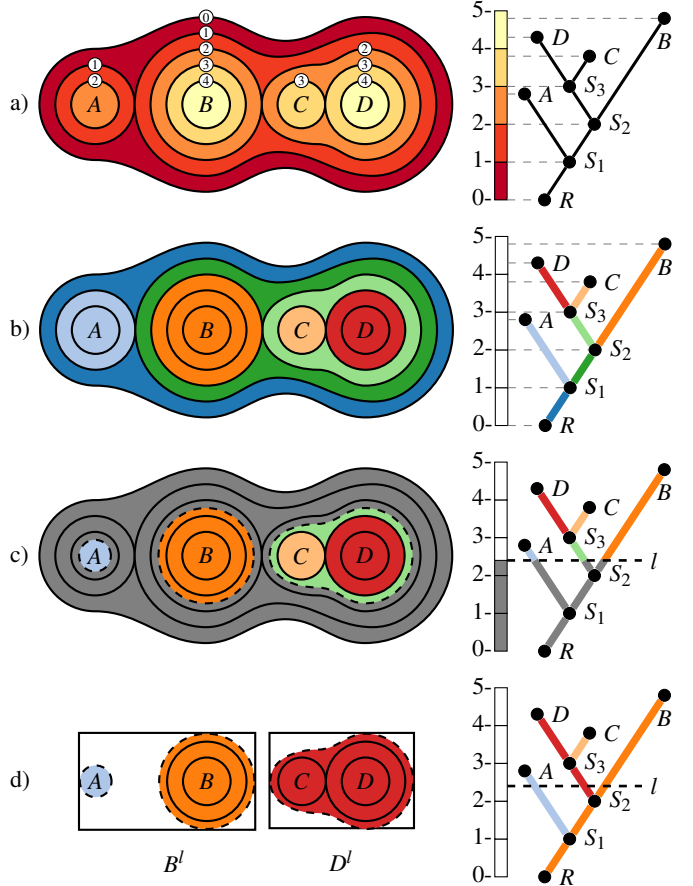 a)
0
1
2
3
4
1
2
3
2
3
4
A
B
C
D
5-
4-
3-
2-
1-
0-
B
D
C
A
S3
S2
S1
R
b)
A
B
C
D
5-
4-
3-
2-
1-
0-
B
D
C
A
S3
S2
S1
R
c)
A
B
C
D
5-
4-
3-
2-
1-
0-
B
D
C
A
S3
l
S2
S1
R
d)
A
B
C
D
B^l
D^l
5-
4-
3-
2-
1-
0-
B
D
C
A
S3
l
S2
S1
R